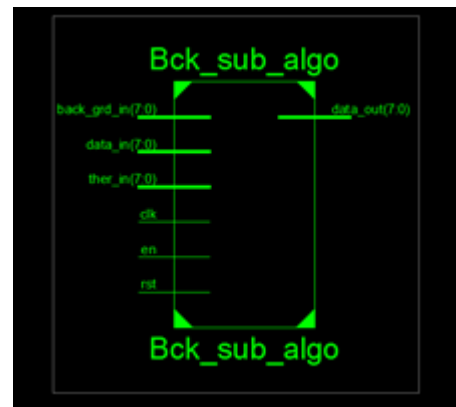 Bck_sub_algo
back_grd_in(7:0)
data_out(7:0)
data_in(7:0)
ther_in(7:0)
clk
en
rst
Bck_sub_algo